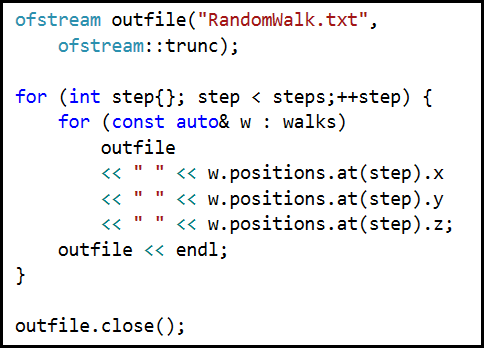 ofstream outfile("RandomWalk.txt",
    ofstream::trunc);

for (int step{}; step < steps;++step) {
    for (const auto& w : walks)
        outfile
        << " " << w.positions.at(step).x
        << " " << w.positions.at(step).y
        << " " << w.positions.at(step).z;
    outfile << endl;
}

outfile.close();